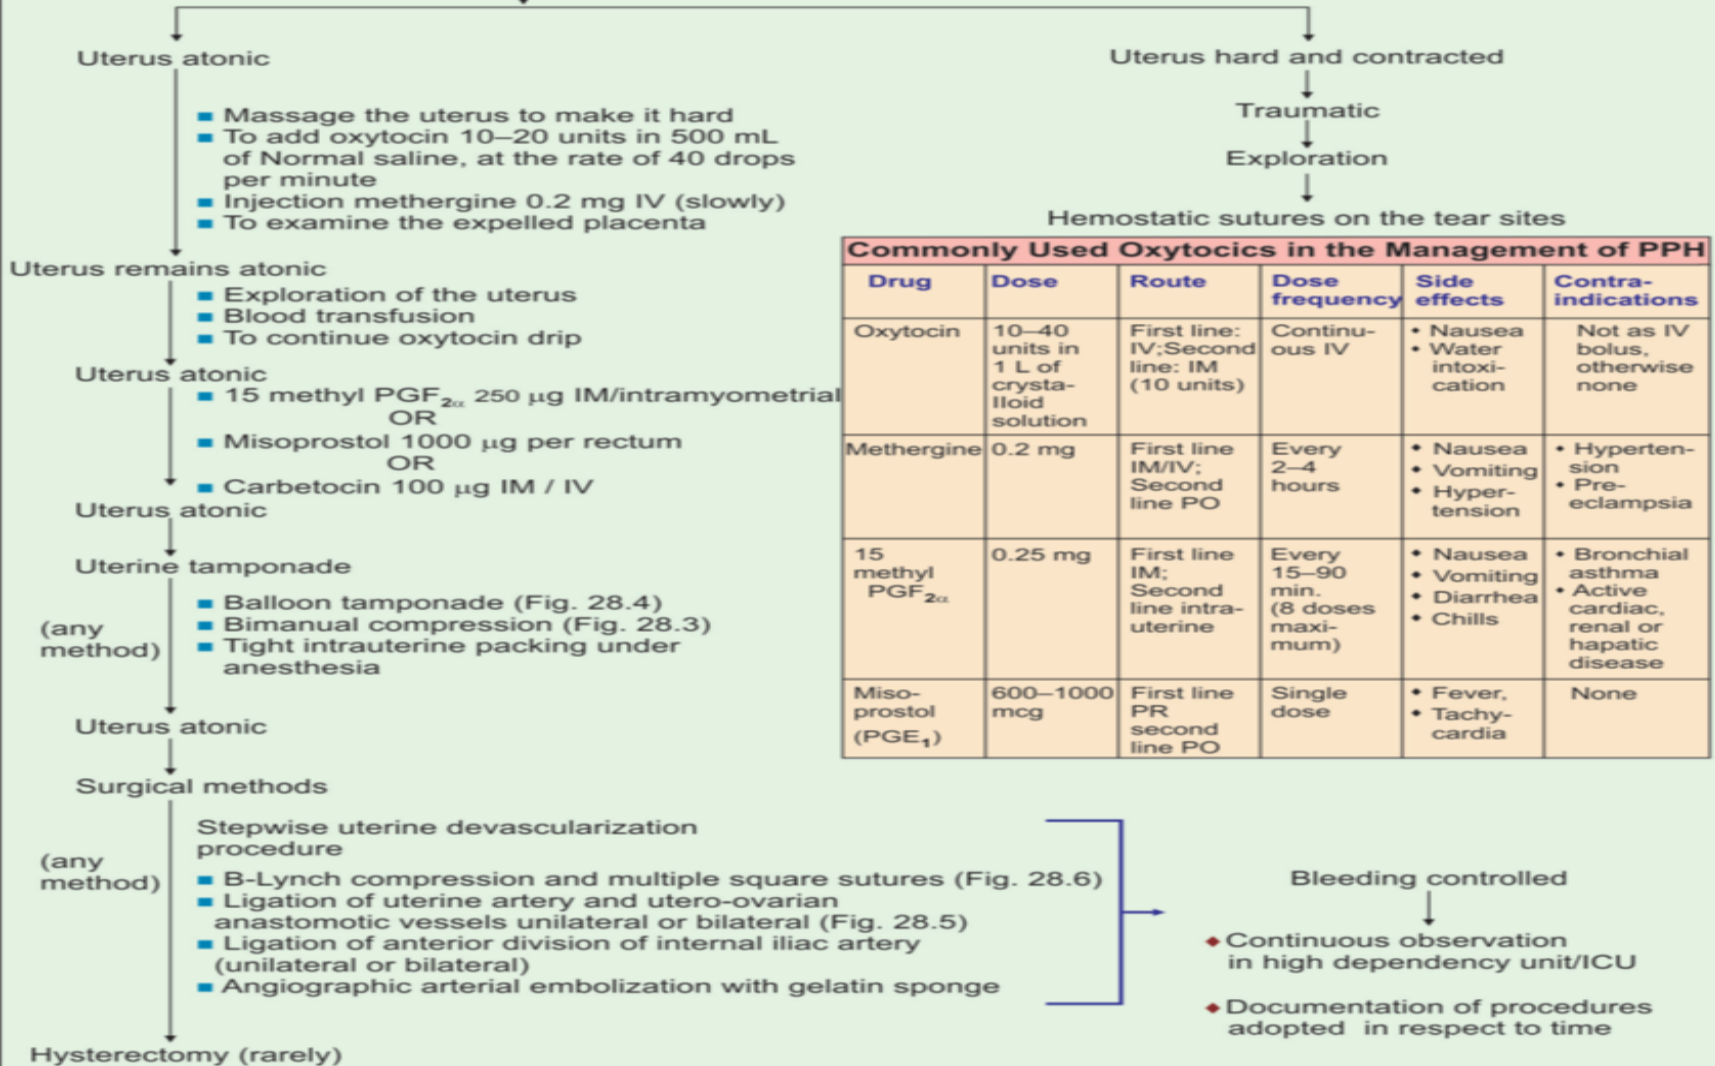 Uterus atonic
Massage the uterus to make it hard
To add oxytocin 10–20 units in 500 mL
of Normal saline, at the rate of 40 drops
per minute
Injection methergine 0.2 mg IV (slowly)
To examine the expelled placenta
Uterus remains atonic
Exploration of the uterus
Blood transfusion
To continue oxytocin drip
Uterus atonic
15 methyl PGF2α 250 µg IM/intramyometrial
OR
Misoprostol 1000 µg per rectum
OR
Carbetocin 100 µg IM / IV
Uterus atonic
Uterine tamponade
(any
method)
Balloon tamponade (Fig. 28.4)
Bimanual compression (Fig. 28.3)
Tight intrauterine packing under
anesthesia
Uterus atonic
Surgical methods
(any
method)
Stepwise uterine devascularization
procedure
B-Lynch compression and multiple square sutures (Fig. 28.6)
Ligation of uterine artery and utero-ovarian
anastomotic vessels unilateral or bilateral (Fig. 28.5)
Ligation of anterior division of internal iliac artery
(unilateral or bilateral)
Angiographic arterial embolization with gelatin sponge
Hysterectomy (rarely)
Uterus hard and contracted
Traumatic
Exploration
Hemostatic sutures on the tear sites
Commonly Used Oxytocics in the Management of PPH
Drug
Dose
Route
Dose
frequency
Side
effects
Contra-
indications
Oxytocin
10–40
units in
1 L of
crysta-
lloid
solution
First line:
IV;Second
line: IM
(10 units)
Continu-
ous IV
• Nausea
• Water
intoxi-
cation
Not as IV
bolus,
otherwise
none
Methergine
0.2 mg
First line
IM/IV;
Second
line PO
Every
2–4
hours
• Nausea
• Vomiting
• Hyper-
tension
• Hyperten-
sion
• Pre-
eclampsia
15
methyl
PGF2α
0.25 mg
First line
IM;
Second
line intra-
uterine
Every
15–90
min.
(8 doses
maxi-
mum)
• Nausea
• Vomiting
• Diarrhea
• Chills
• Bronchial
asthma
• Active
cardiac,
renal or
hapatic
disease
Miso-
prostol
(PGE1)
600–1000
mcg
First line
PR
second
line PO
Single
dose
• Fever,
• Tachy-
cardia
None
Bleeding controlled
Continuous observation
in high dependency unit/ICU
Documentation of procedures
adopted in respect to time